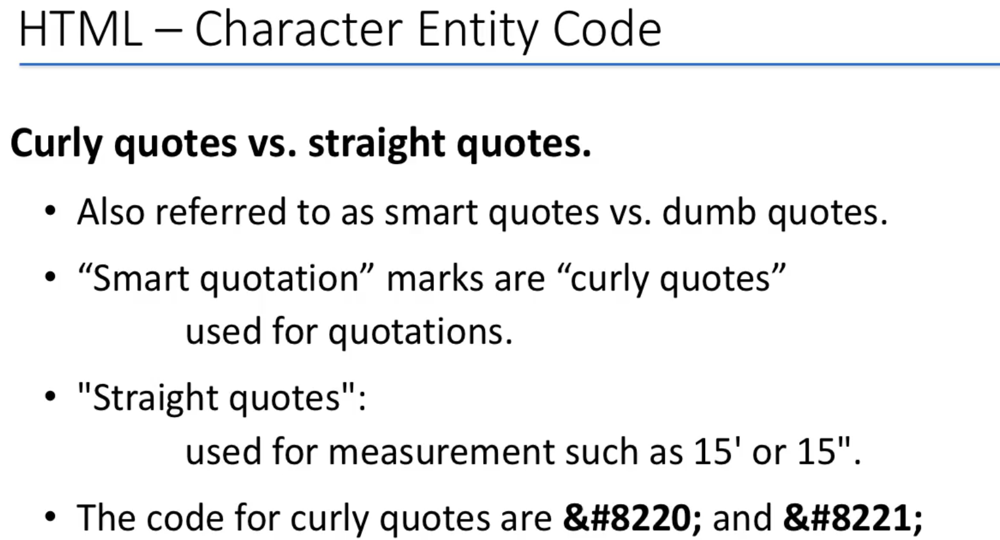 HTML – Character Entity Code
Curly quotes vs. straight quotes.
• Also referred to as smart quotes vs. dumb quotes.
• “Smart quotation” marks are “curly quotes”
used for quotations.
• "Straight quotes":
used for measurement such as 15' or 15".
• The code for curly quotes are &#8220; and &#8221;